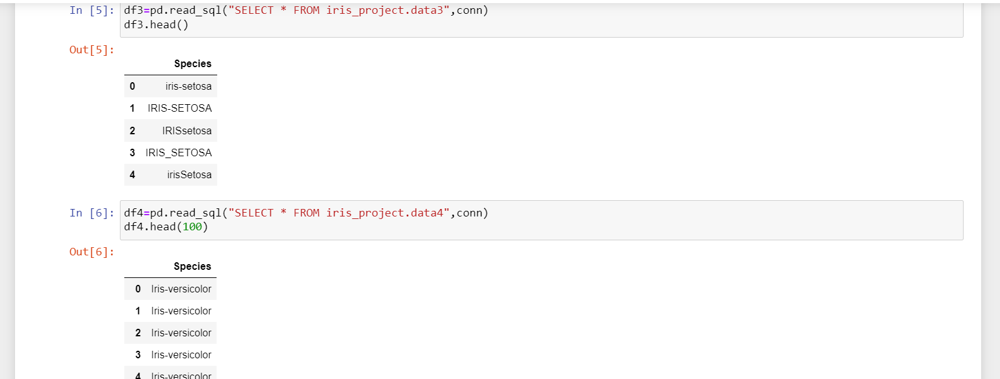 In [5]: df3=pd.read_sql("SELECT * FROM iris_project.data3",conn)
df3.head()
Out[5]:
Species
0 iris-setosa
1 IRIS-SETOSA
2 IRISsetosa
3 IRIS_SETOSA
4 irisSetosa
In [6]: df4=pd.read_sql("SELECT * FROM iris_project.data4",conn)
df4.head(100)
Out[6]:
Species
0 Iris-versicolor
1 Iris-versicolor
2 Iris-versicolor
3 Iris-versicolor
4 Iris-versicolor